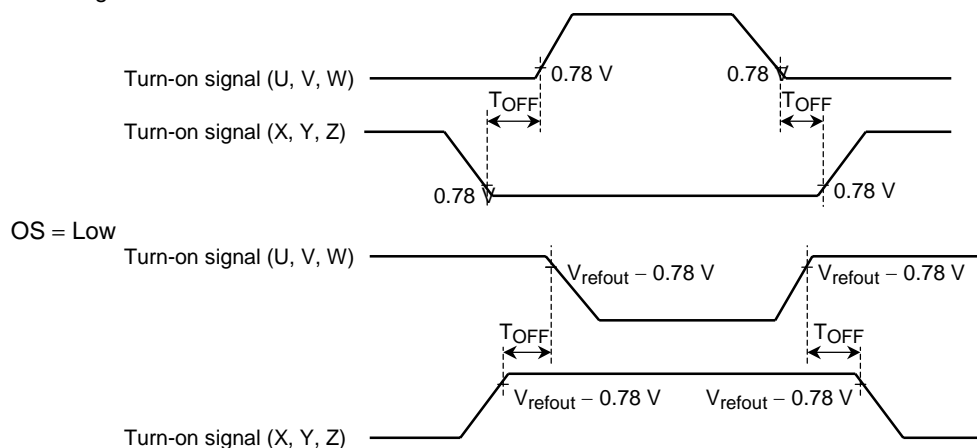 Turn-on signal (U, V, W)
0.78 V
0.78 V
TOFF
TOFF
Turn-on signal (X, Y, Z)
0.78 V
0.78 V
OS = Low
Turn-on signal (U, V, W)
Vrefout − 0.78 V
Vrefout − 0.78 V
TOFF
TOFF
Vrefout − 0.78 V
Vrefout − 0.78 V
Turn-on signal (X, Y, Z)